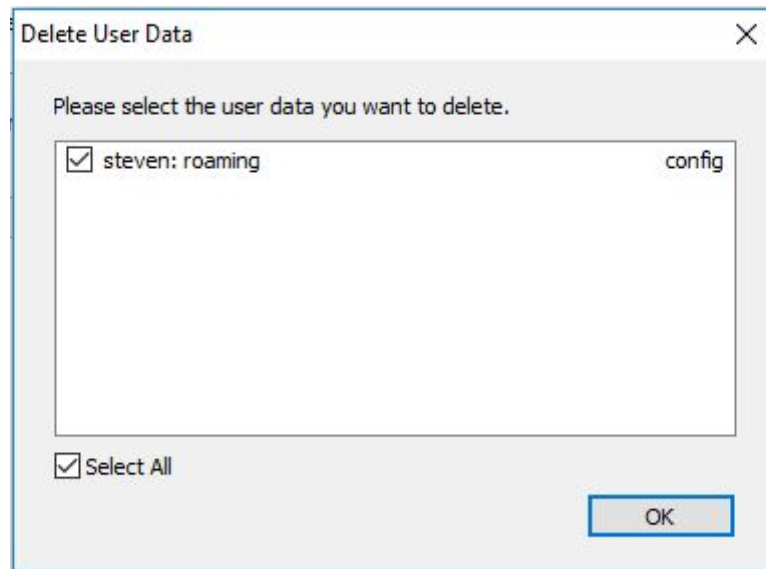 Delete User Data
Please select the user data you want to delete.
steven: roaming config
Select All
OK